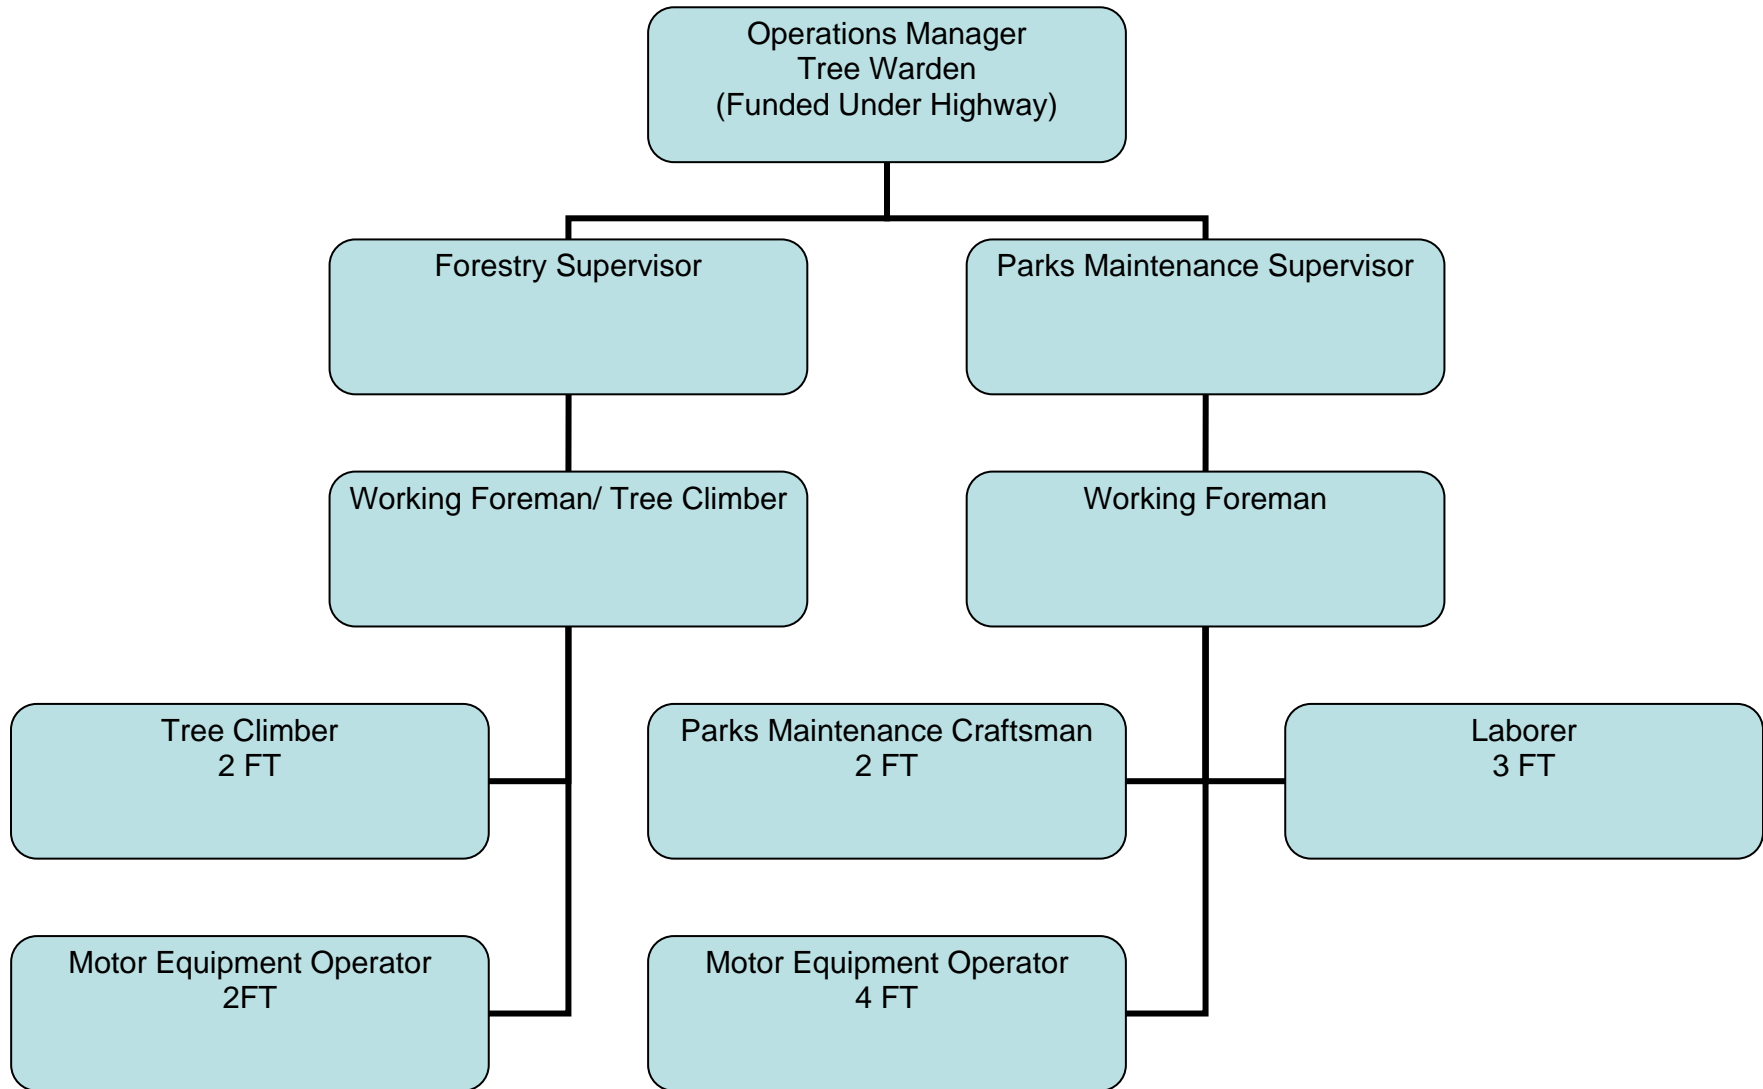 Operations Manager
Tree Warden
(Funded Under Highway)
Forestry Supervisor
Parks Maintenance Supervisor
Working Foreman/ Tree Climber
Working Foreman
Tree Climber
2 FT
Parks Maintenance Craftsman
2 FT
Laborer
3 FT
Motor Equipment Operator
2FT
Motor Equipment Operator
4 FT